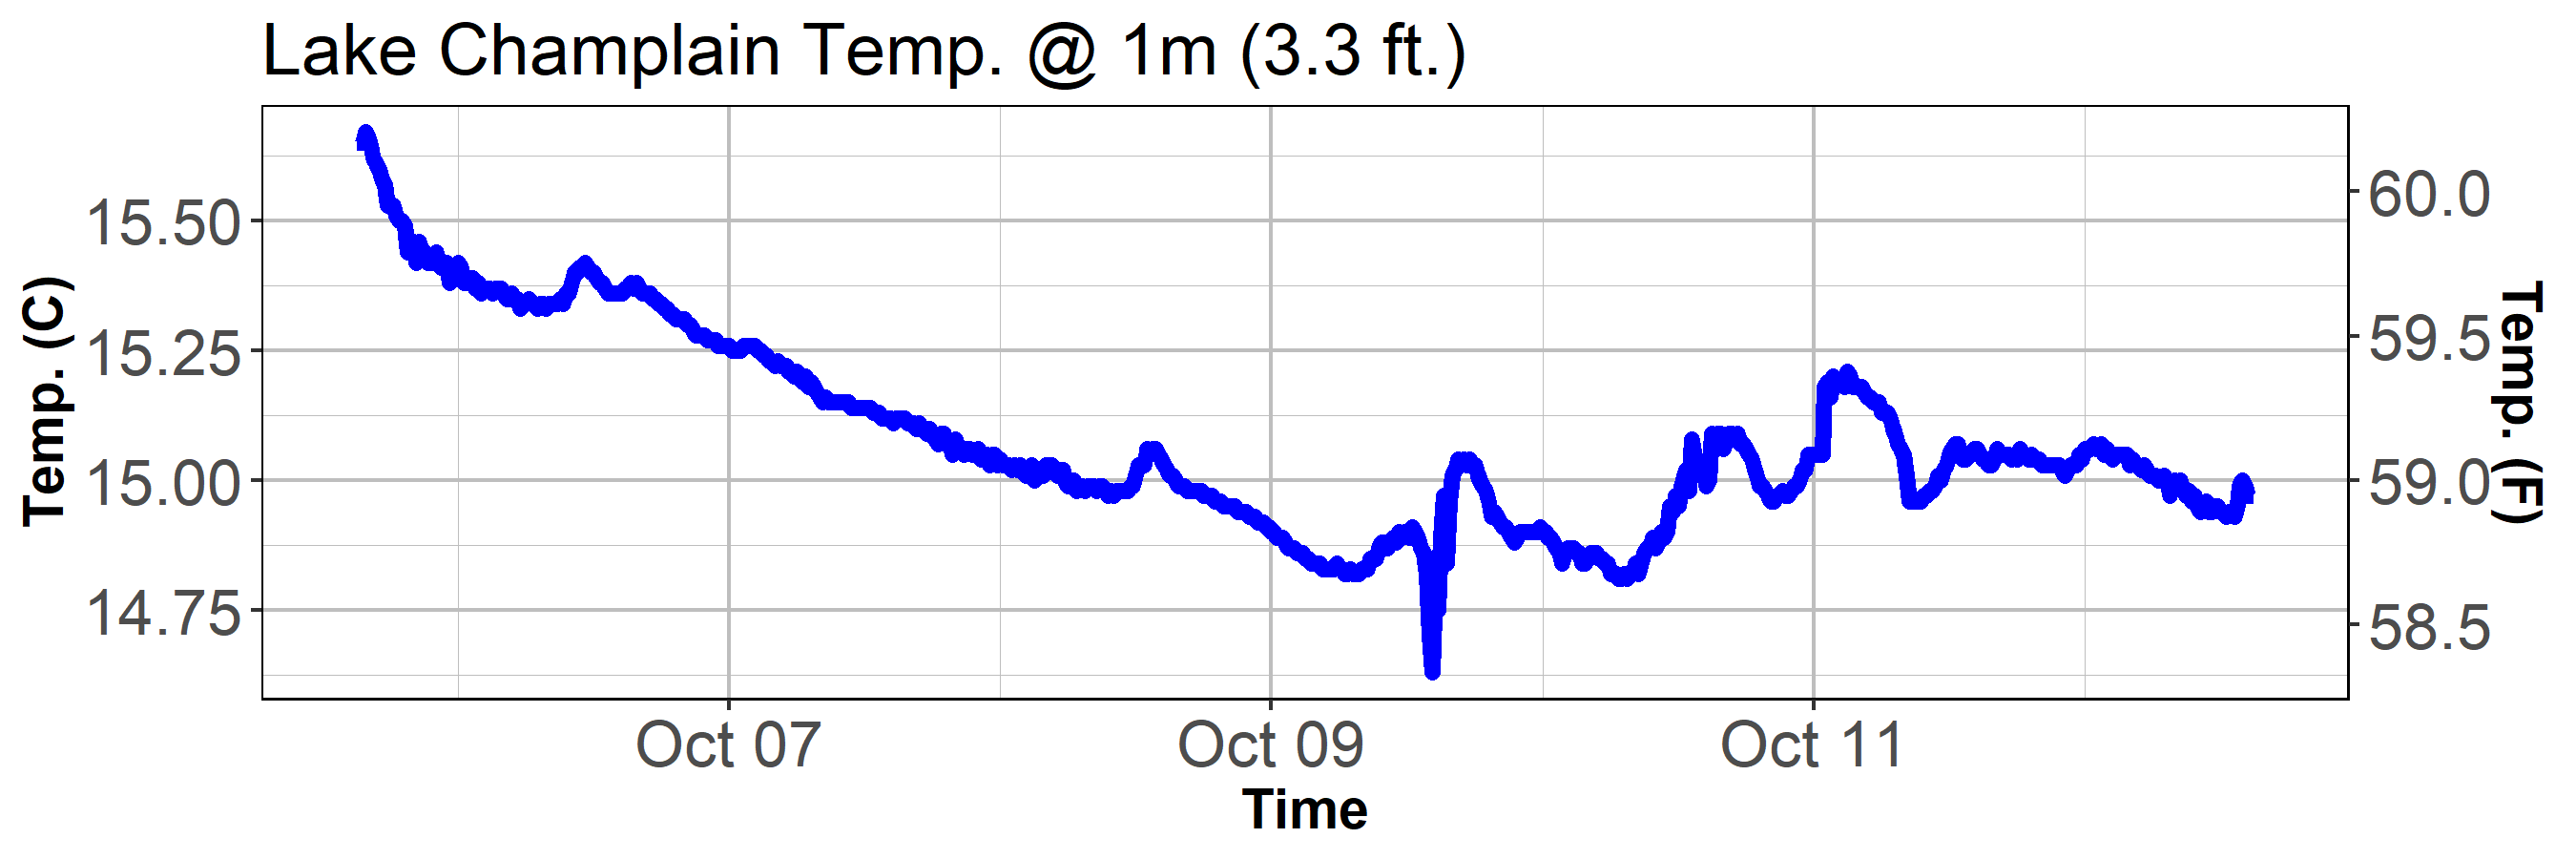 Lake Champlain Temp. @ 1m (3.3 ft.)
Temp. (C)
15.50
15.25
15.00
14.75
60.0
59.5
59.0
58.5
Temp. (F)
Oct 07
Oct 09
Oct 11
Time